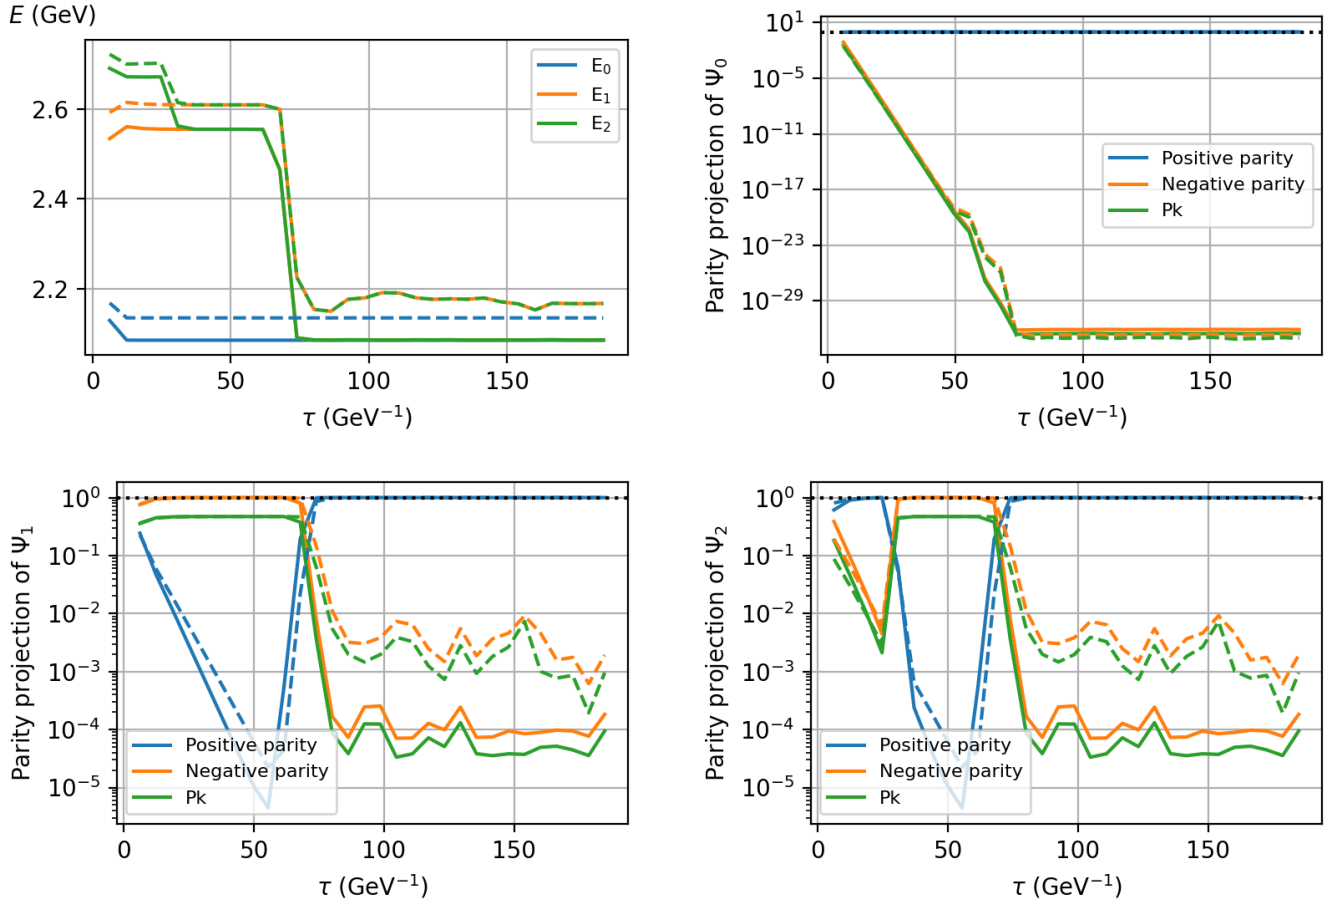 E (GeV)
2.6
2.4
2.2
0
50
100
150
τ (GeV⁻¹)
E₀
E₁
E₂
Parity projection of Ψ₀
10¹
10⁻⁵
10⁻¹¹
10⁻¹⁷
10⁻²³
10⁻²⁹
0
50
100
150
τ (GeV⁻¹)
Positive parity
Negative parity
Pk
Parity projection of Ψ₁
10⁰
10⁻¹
10⁻²
10⁻³
10⁻⁴
10⁻⁵
0
50
100
150
τ (GeV⁻¹)
Positive parity
Negative parity
Pk
Parity projection of Ψ₂
10⁰
10⁻¹
10⁻²
10⁻³
10⁻⁴
10⁻⁵
0
50
100
150
τ (GeV⁻¹)
Positive parity
Negative parity
Pk